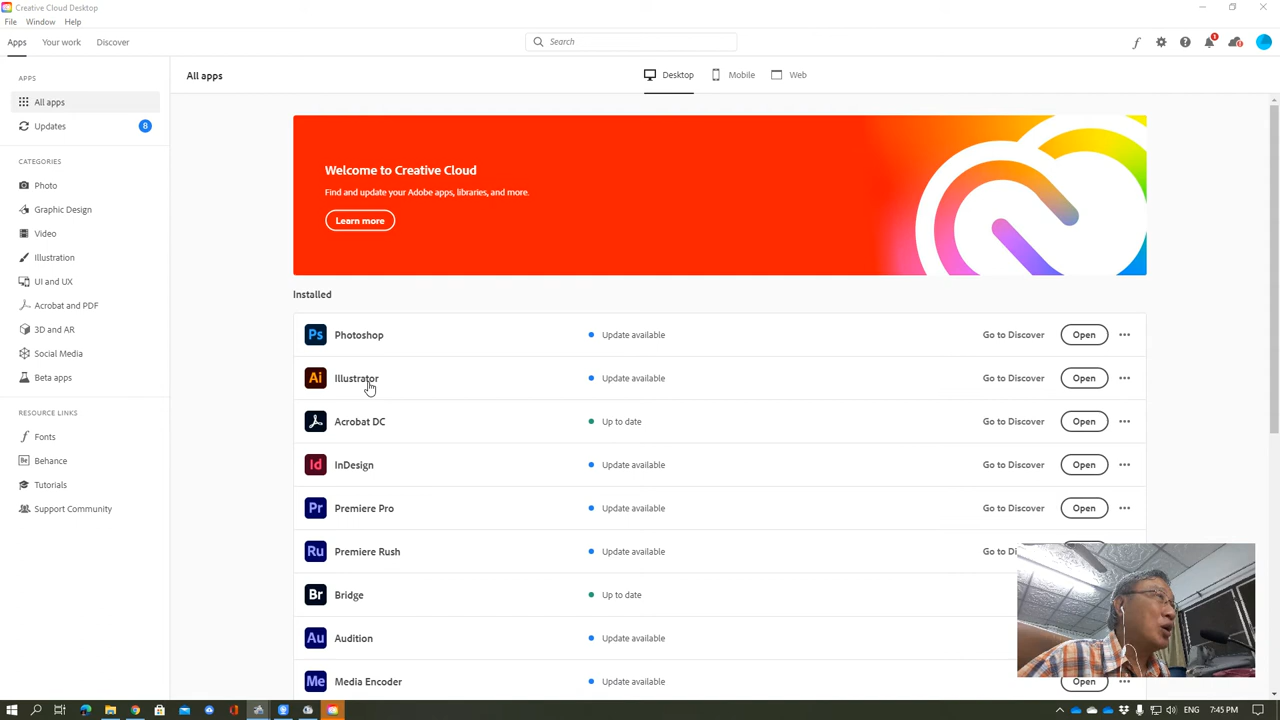 Creative Cloud Desktop
File Window Help
Apps Your work Discover
Search
1
APPS
All apps
Updates 8
CATEGORIES
Photo
Graphic Design
Video
Illustration
UI and UX
Acrobat and PDF
3D and AR
Social Media
Beta apps
RESOURCE LINKS
Fonts
Behance
Tutorials
Support Community
All apps Desktop Mobile Web
Welcome to Creative Cloud
Find and update your Adobe apps, libraries, and more.
Learn more
Installed
Ps Photoshop Update available Go to Discover Open
Ai Illustrator Update available Go to Discover Open
Acrobat DC Up to date Go to Discover Open
Id InDesign Update available Go to Discover Open
Pr Premiere Pro Update available Go to Discover Open
Ru Premiere Rush Update available Go to Di
Br Bridge Up to date
Au Audition Update available
Me Media Encoder Update available Open
ENG 7:45 PM